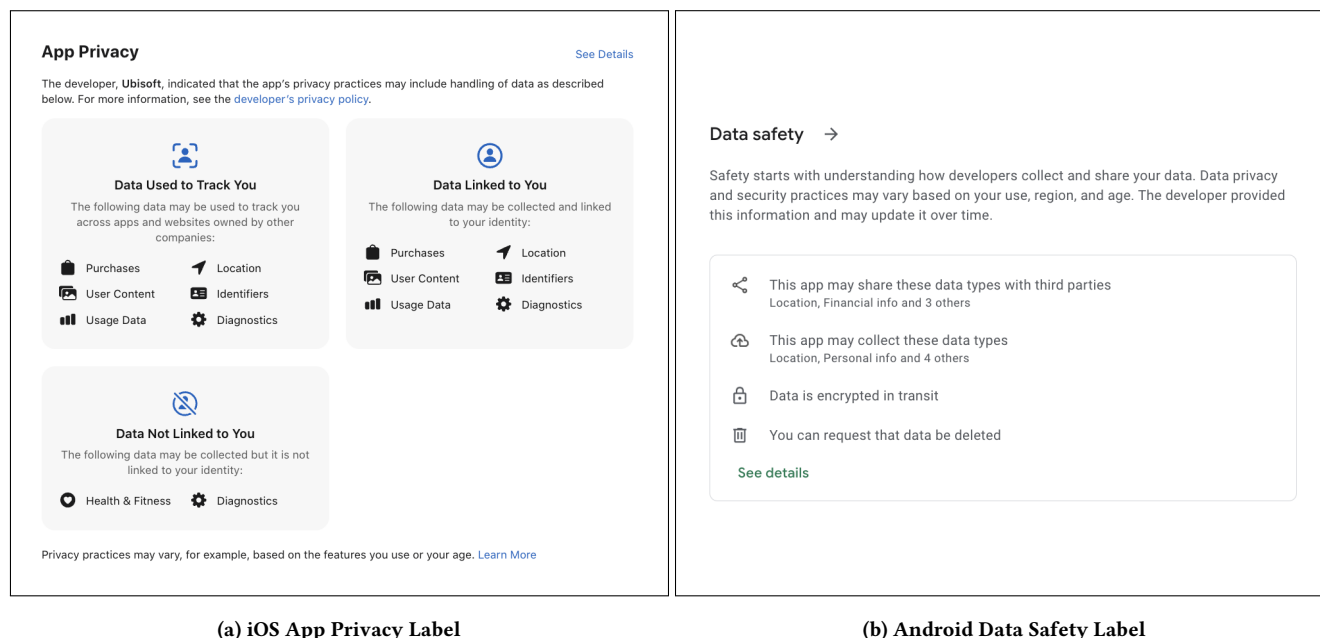 App Privacy
See Details
The developer, Ubisoft, indicated that the app's privacy practices may include handling of data as described
below. For more information, see the developer's privacy policy.
Data Used to Track You
The following data may be used to track you
across apps and websites owned by other
companies:
Purchases
Location
User Content
Identifiers
Usage Data
Diagnostics
Data Linked to You
The following data may be collected and linked
to your identity:
Purchases
Location
User Content
Identifiers
Usage Data
Diagnostics
Data Not Linked to You
The following data may be collected but it is not
linked to your identity:
Health & Fitness
Diagnostics
Privacy practices may vary, for example, based on the features you use or your age. Learn More
(a) iOS App Privacy Label
Data safety →
Safety starts with understanding how developers collect and share your data. Data privacy
and security practices may vary based on your use, region, and age. The developer provided
this information and may update it over time.
This app may share these data types with third parties
Location, Financial info and 3 others
This app may collect these data types
Location, Personal info and 4 others
Data is encrypted in transit
You can request that data be deleted
See details
(b) Android Data Safety Label